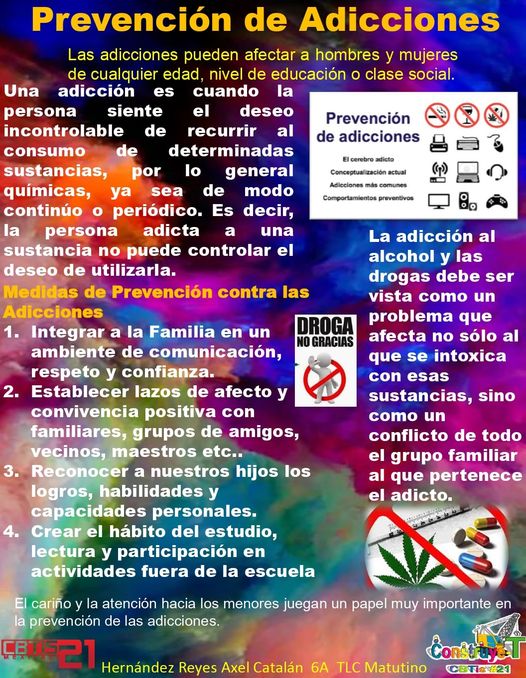 Prevención de Adicciones
Las adicciones pueden afectar a hombres y mujeres
de cualquier edad, nivel de educación o clase social.
Una adicción es cuando la
persona siente el deseo
incontrolable de recurrir al
consumo de determinadas
sustancias, por lo general
químicas, ya sea de modo
continúo o periódico. Es decir,
la persona adicta a una
sustancia no puede controlar el
deseo de utilizarla.
Prevención
de adicciones
El cerebro adicto
Conceptualización actual
Adicciones más comunes
Comportamientos preventivos
Medidas de Prevención contra las
Adicciones
1. Integrar a la Familia en un
ambiente de comunicación,
respeto y confianza.
2. Establecer lazos de afecto y
convivencia positiva con
familiares, grupos de amigos,
vecinos, maestros etc..
3. Reconocer a nuestros hijos los
logros, habilidades y
capacidades personales.
4. Crear el hábito del estudio,
lectura y participación en
actividades fuera de la escuela
DROGA
NO GRACIAS
La adicción al
alcohol y las
drogas debe ser
vista como un
problema que
afecta no sólo al
que se intoxica
con esas
sustancias, sino
como un
conflicto de todo
el grupo familiar
al que pertenece
el adicto.
El cariño y la atención hacia los menores juegan un papel muy importante en
la prevención de las adicciones.
CBTIS 21
Hernández Reyes Axel Catalán 6A TLC Matutino
Construye T
CBTis#21